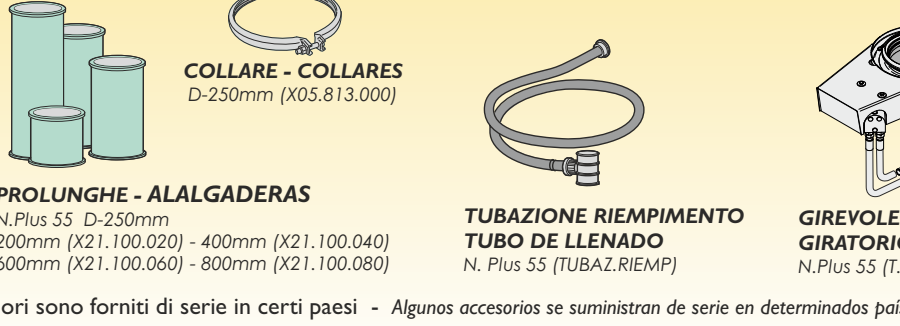 COLLARE - COLLARES
D-250mm (X05.813.000)
PROLUNGHE - ALALGADERAS
N.Plus 55 D-250mm
200mm (X21.100.020) - 400mm (X21.100.040)
600mm (X21.100.060) - 800mm (X21.100.080)
TUBAZIONE RIEMPIMENTO
TUBO DE LLENADO
N. Plus 55 (TUBAZ.RIEMP)
GIREVOLE
GIRATORIO
N.Plus 55 (T.
ori sono forniti di serie in certi paesi - Algunos accesorios se suministran de serie en determinados país